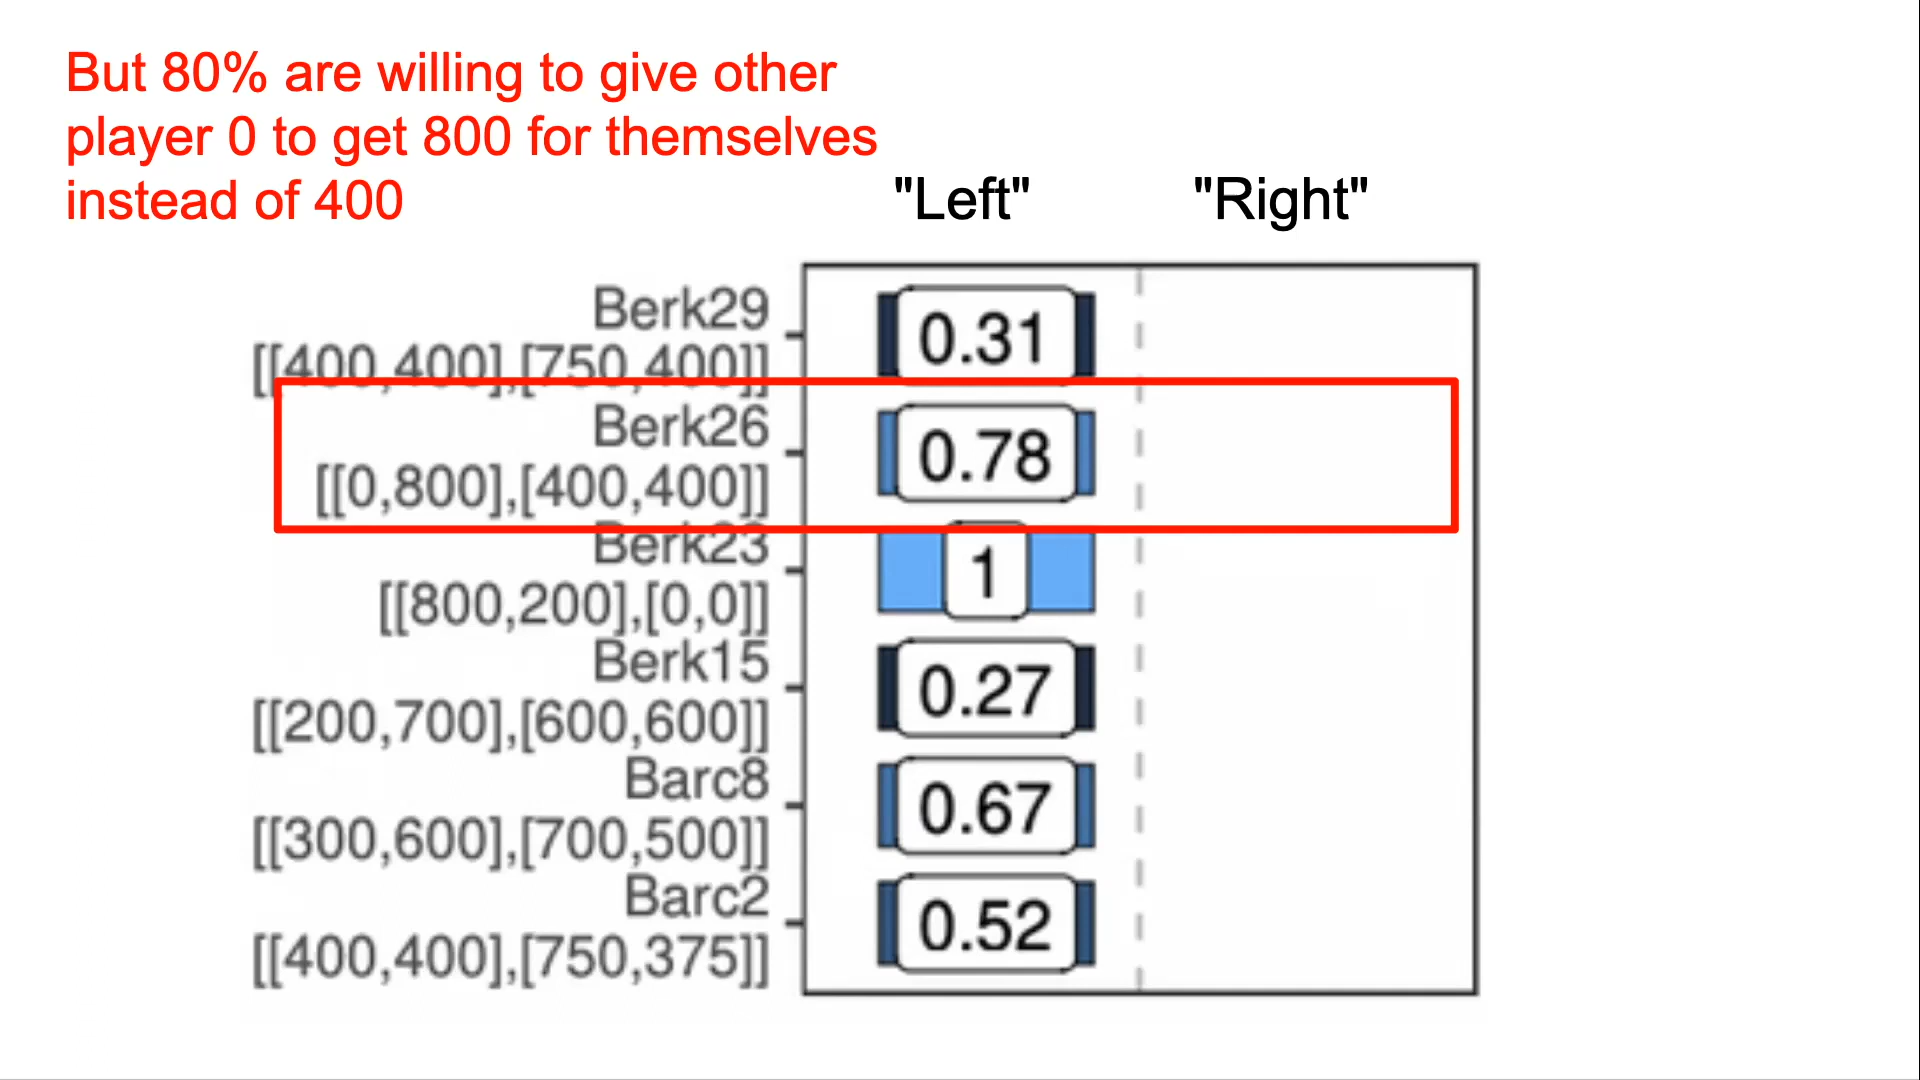 But 80% are willing to give other
player 0 to get 800 for themselves
instead of 400
"Left" "Right"
Berk29
[[400,400],[750,400]]
0.31
Berk26
[[0,800],[400,400]]
0.78
Berk23
[[800,200],[0,0]]
1
Berk15
[[200,700],[600,600]]
0.27
Barc8
[[300,600],[700,500]]
0.67
Barc2
[[400,400],[750,375]]
0.52